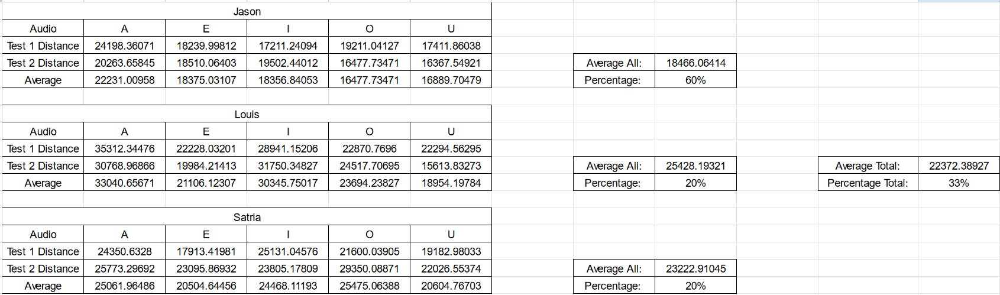 Jason
Audio A E I O U
Test 1 Distance 24198.36071 18239.99812 17211.24094 19211.04127 17411.86038
Test 2 Distance 20263.65845 18510.06403 19502.44012 16477.73471 16367.54921 Average All: 18466.06414
Average 22231.00958 18375.03107 18356.84053 16477.73471 16889.70479 Percentage: 60%
Louis
Audio A E I O U
Test 1 Distance 35312.34476 22228.03201 28941.15206 22870.7696 22294.56295
Test 2 Distance 30768.96866 19984.21413 31750.34827 24517.70695 15613.83273 Average All: 25428.19321 Average Total: 22372.38927
Average 33040.65671 21106.12307 30345.75017 23694.23827 18954.19784 Percentage: 20% Percentage Total: 33%
Satria
Audio A E I O U
Test 1 Distance 24350.6328 17913.41981 25131.04576 21600.03905 19182.98033
Test 2 Distance 25773.29692 23095.86932 23805.17809 29350.08871 22026.55374 Average All: 23222.91045
Average 25061.96486 20504.64456 24468.11193 25475.06388 20604.76703 Percentage: 20%